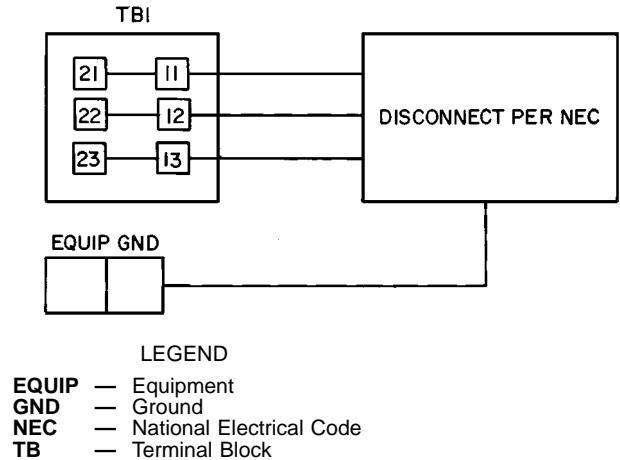 TB1
21 11
22 12
23 13
DISCONNECT PER NEC
EQUIP GND
LEGEND
EQUIP — Equipment
GND — Ground
NEC — National Electrical Code
TB — Terminal Block